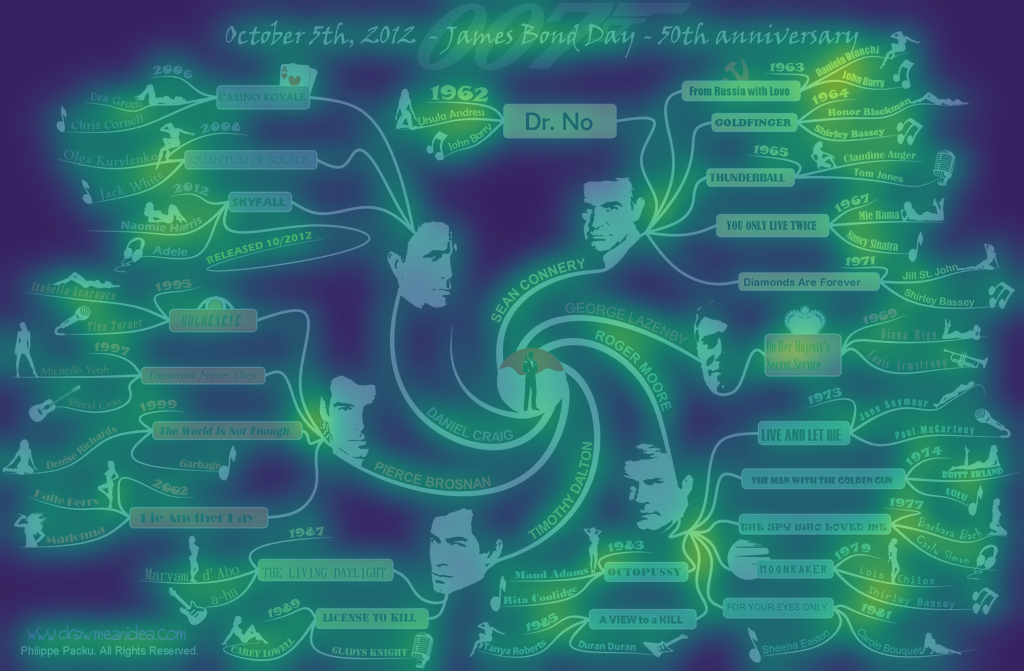 007
October 5th, 2012 - James Bond Day - 50th anniversary
2006
Eva Green
Chris Cornell
CASINO ROYALE
2008
Olga Kurylenko
Jack White
QUANTUM OF SOLACE
2012
Naomie Harris
Adele
SKYFALL
RELEASED 10/2012
1962
Ursula Andress
John Barry
Dr. No
From Russia with Love
1963
Daniela Bianchi
John Barry
GOLDFINGER
1964
Honor Blackman
Shirley Bassey
THUNDERBALL
1965
Claudine Auger
Tom Jones
YOU ONLY LIVE TWICE
1967
Mie Hama
Nancy Sinatra
Diamonds Are Forever
1971
Jill St. John
Shirley Bassey
SEAN CONNERY
GEORGE LAZENBY
ROGER MOORE
DANIEL CRAIG
PIERCE BROSNAN
TIMOTHY DALTON
On Her Majesty's
Secret Service
1969
Diana Rigg
Louis Armstrong
1995
Izabella Scorupco
Tina Turner
GOLDENEYE
1997
Michelle Yeoh
Sheryl Crow
Tomorrow Never Dies
1999
Denise Richards
Garbage
The World Is Not Enough
2002
Halle Berry
Madonna
Die Another Day
1987
Maryam d'Abo
a-ha
THE LIVING DAYLIGHT
1989
CAREY LOWELL
GLADYS KNIGHT
LICENSE TO KILL
LIVE AND LET DIE
1973
Jane Seymour
Paul McCartney
THE MAN WITH THE GOLDEN GUN
1974
BRITT EKLAND
LULU
THE SPY WHO LOVED ME
1977
Barbara Bach
Carly Simon
MOONRAKER
1979
Lois Chiles
Shirley Bassey
FOR YOUR EYES ONLY
1981
Carole Bouquet
Sheena Easton
1983
Maud Adams
Rita Coolidge
OCTOPUSSY
1985
Tanya Roberts
Duran Duran
A VIEW to a KILL
www.drawmeanidea.com
Philippe Packu. All Rights Reserved.